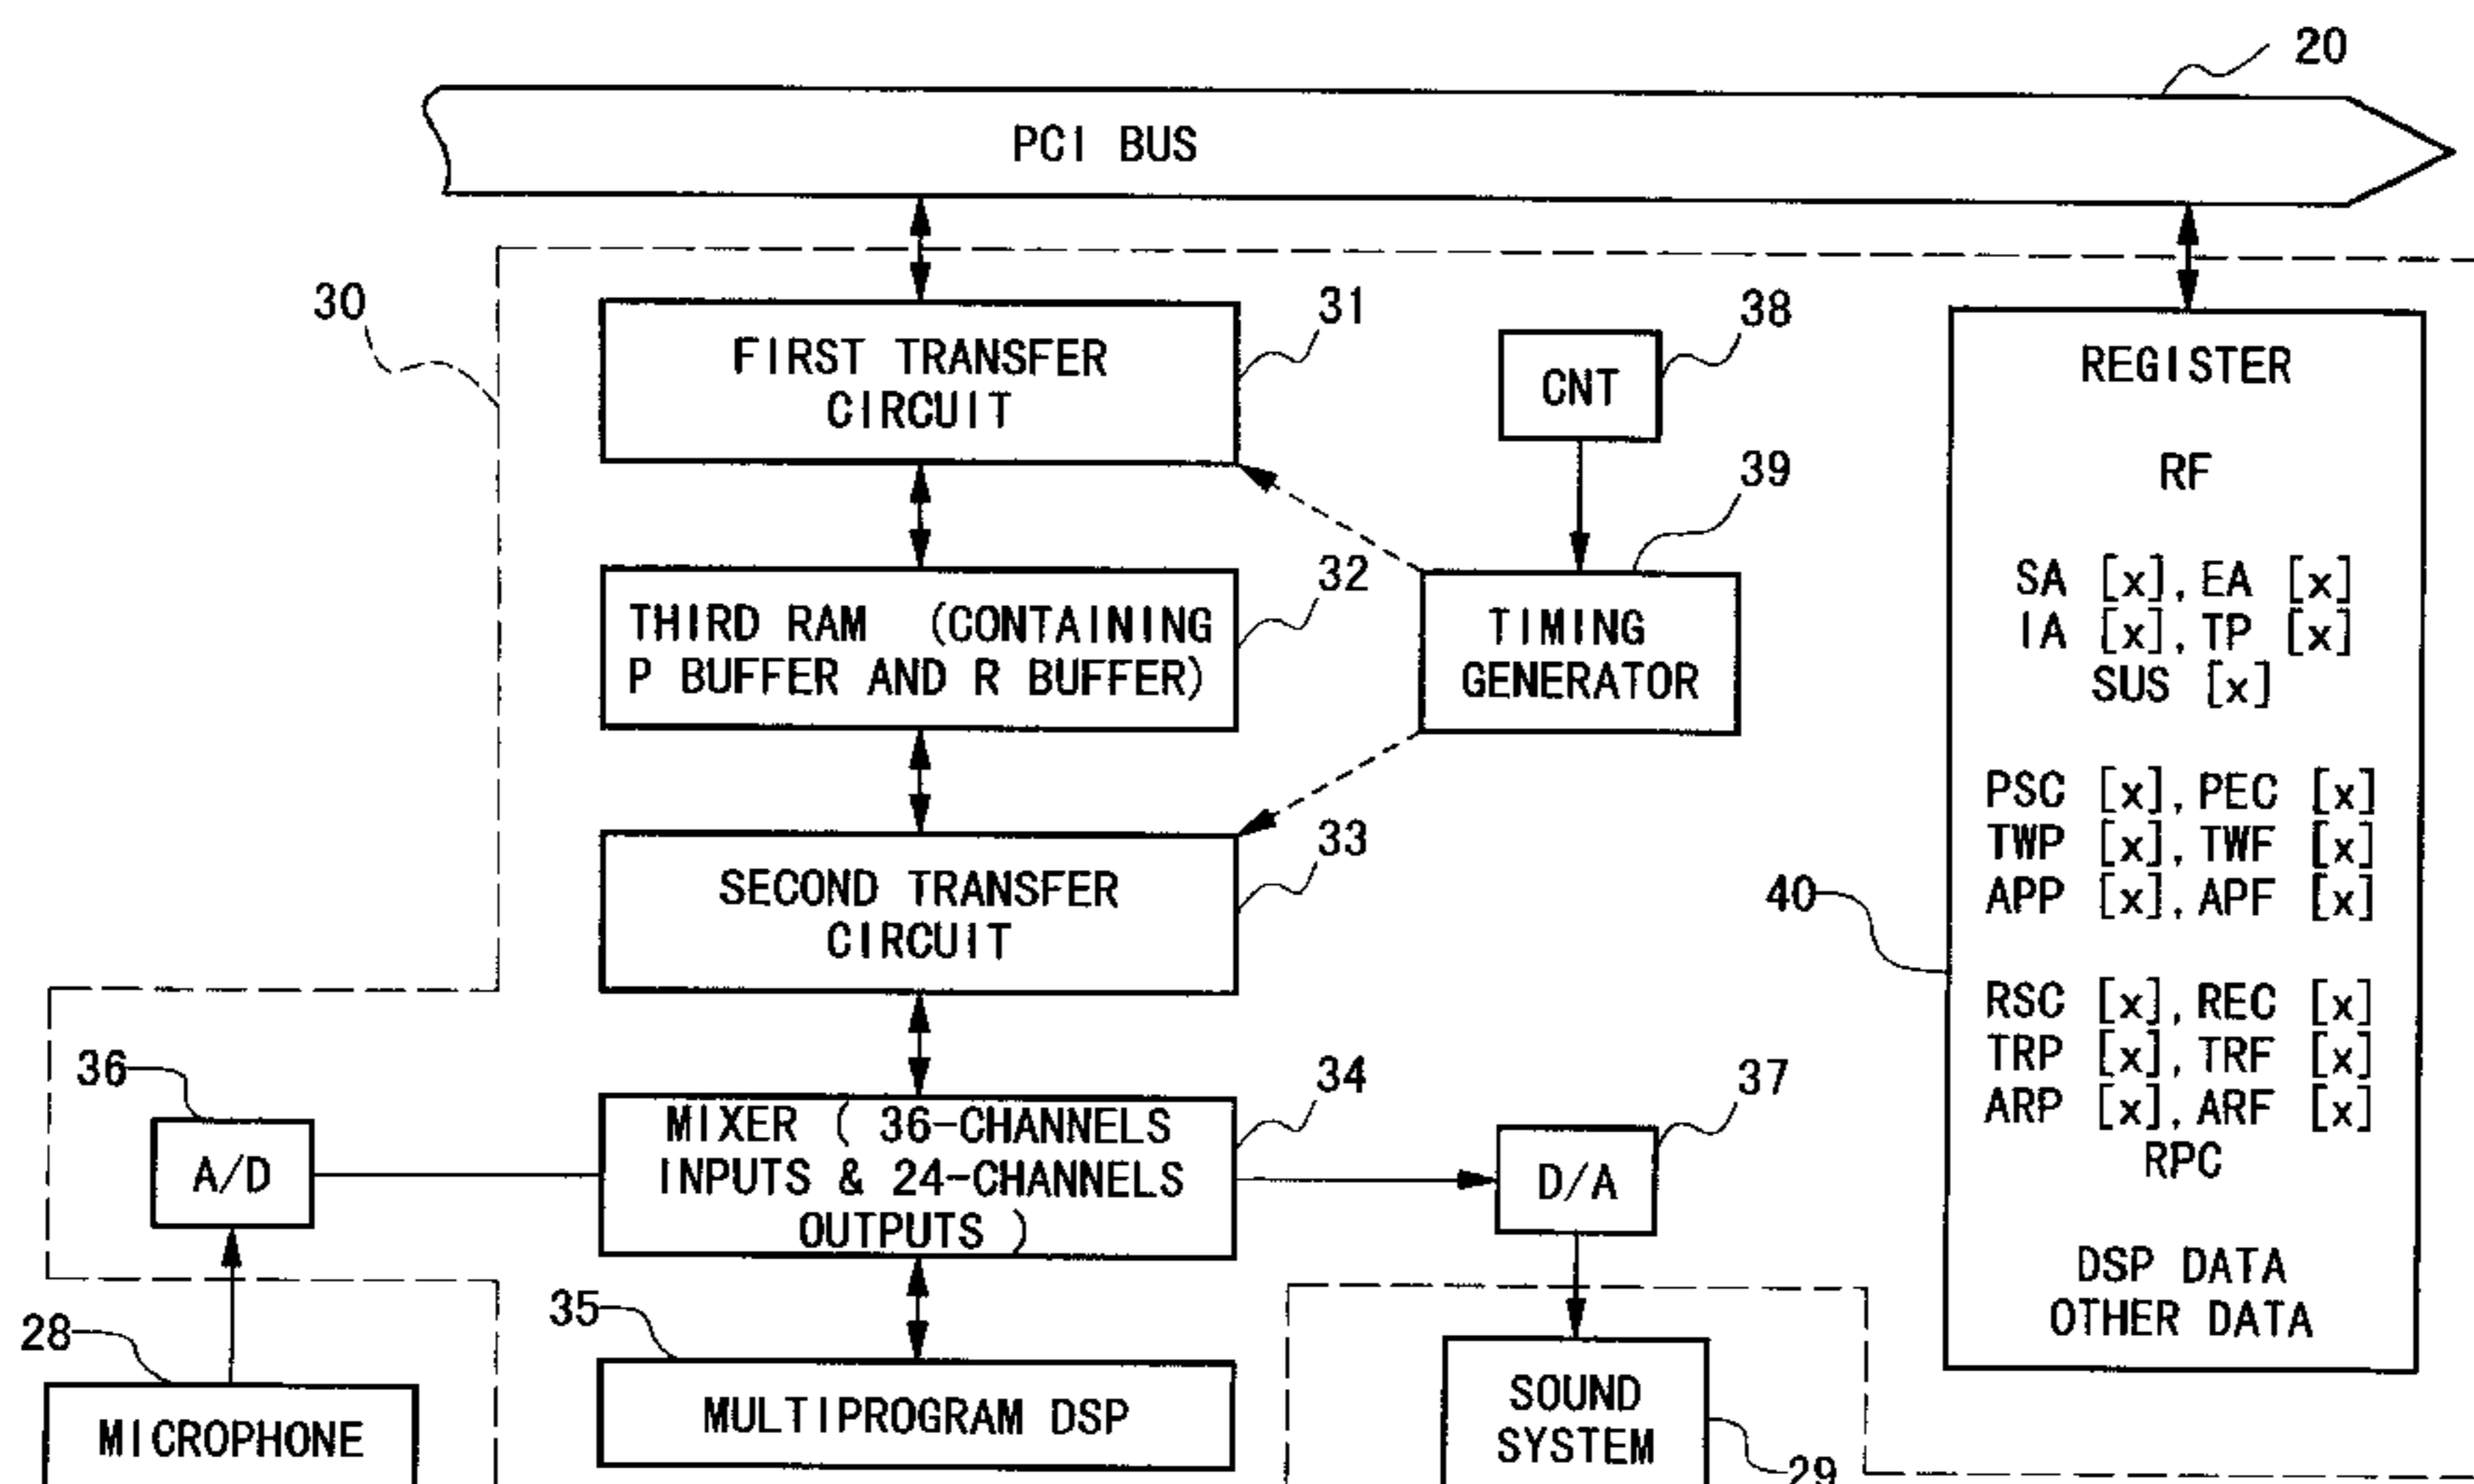 20
PCI BUS
30
31
FIRST TRANSFER
CIRCUIT
38
CNT
39
32
THIRD RAM (CONTAINING
P BUFFER AND R BUFFER)
TIMING
GENERATOR
33
SECOND TRANSFER
CIRCUIT
36
A/D
34
MIXER ( 36-CHANNELS
INPUTS & 24-CHANNELS
OUTPUTS )
37
D/A
28
MICROPHONE
35
MULTIPROGRAM DSP
SOUND
SYSTEM
29
40
REGISTER
RF
SA [x], EA [x]
IA [x], TP [x]
SUS [x]
PSC [x], PEC [x]
TWP [x], TWF [x]
APP [x], APF [x]
RSC [x], REC [x]
TRP [x], TRF [x]
ARP [x], ARF [x]
RPC
DSP DATA
OTHER DATA